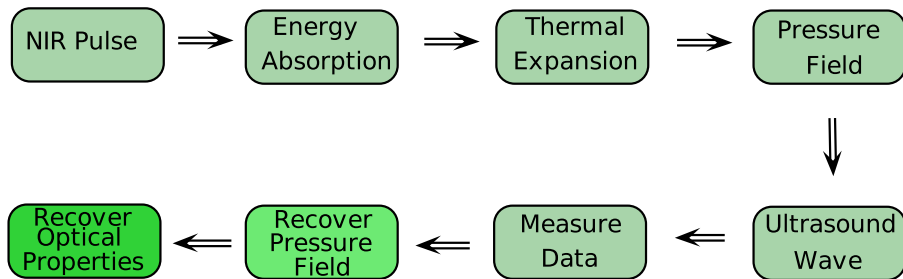 NIR Pulse
Energy
Absorption
Thermal
Expansion
Pressure
Field
Ultrasound
Wave
Measure
Data
Recover
Pressure
Field
Recover
Optical
Properties